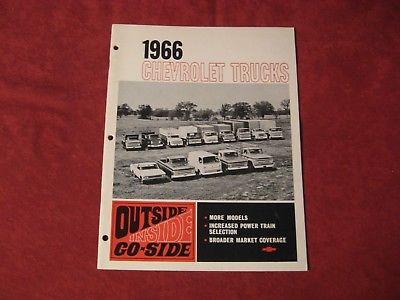 1966
CHEVROLET TRUCKS
OUTSIDE
INSIDE
GO-SIDE
• MORE MODELS
• INCREASED POWER TRAIN
SELECTION
• BROADER MARKET COVERAGE